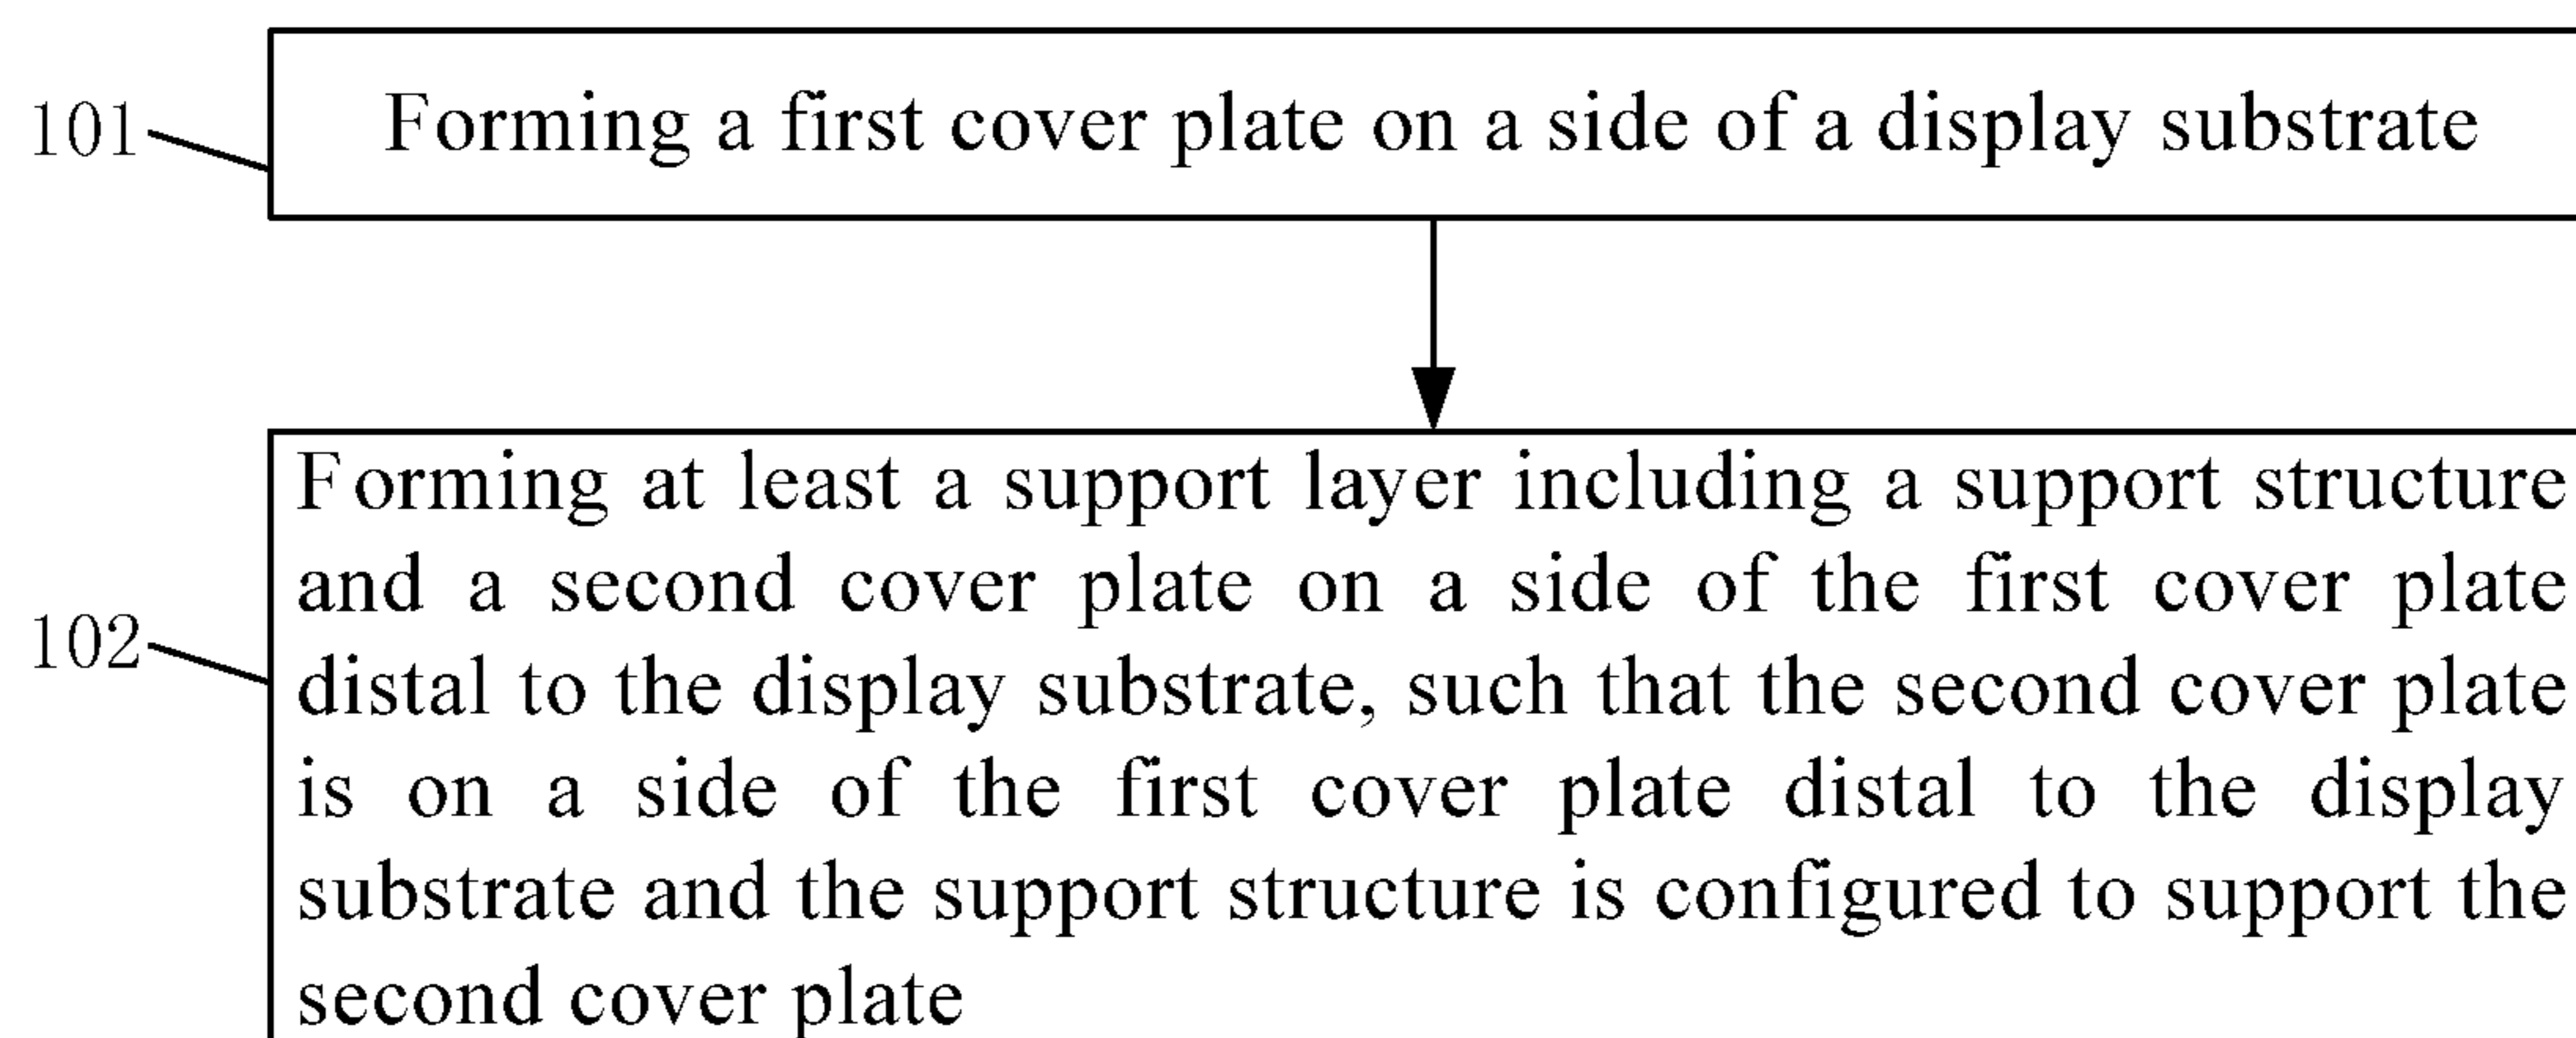 101
Forming a first cover plate on a side of a display substrate
Forming at least a support layer including a support structure
and a second cover plate on a side of the first cover plate
102
distal to the display substrate, such that the second cover plate
is on a side of the first cover plate distal to the display
substrate and the support structure is configured to support the
second cover plate